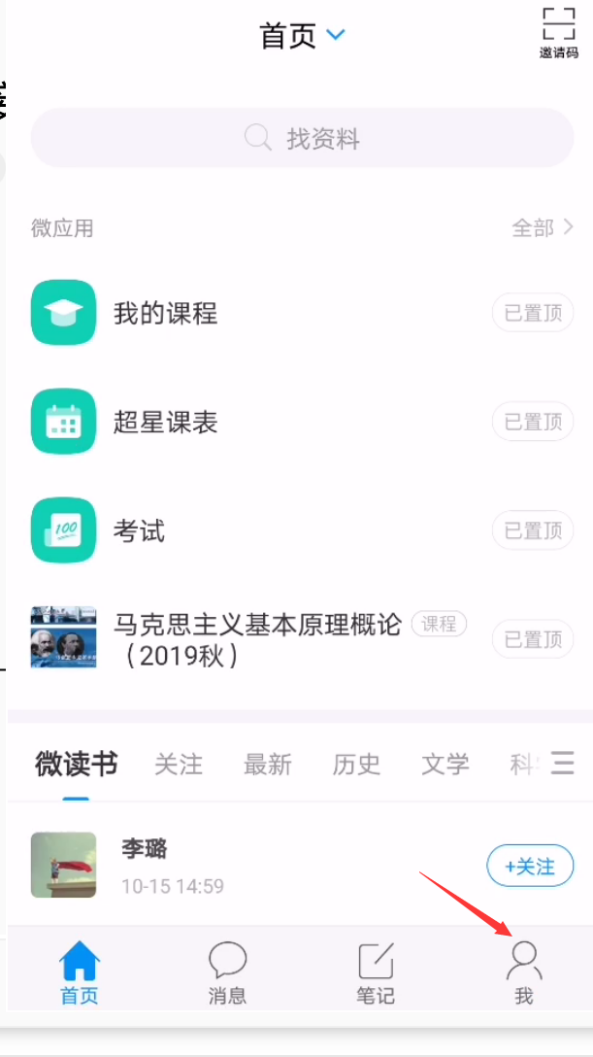 首页
邀请码
找资料
微应用
全部
我的课程
已置顶
超星课表
已置顶
100
考试
已置顶
马克思主义基本原理概论 课程
（2019秋）
已置顶
微读书 关注 最新 历史 文学 科
李璐
10-15 14:59
+关注
首页 消息 笔记 我